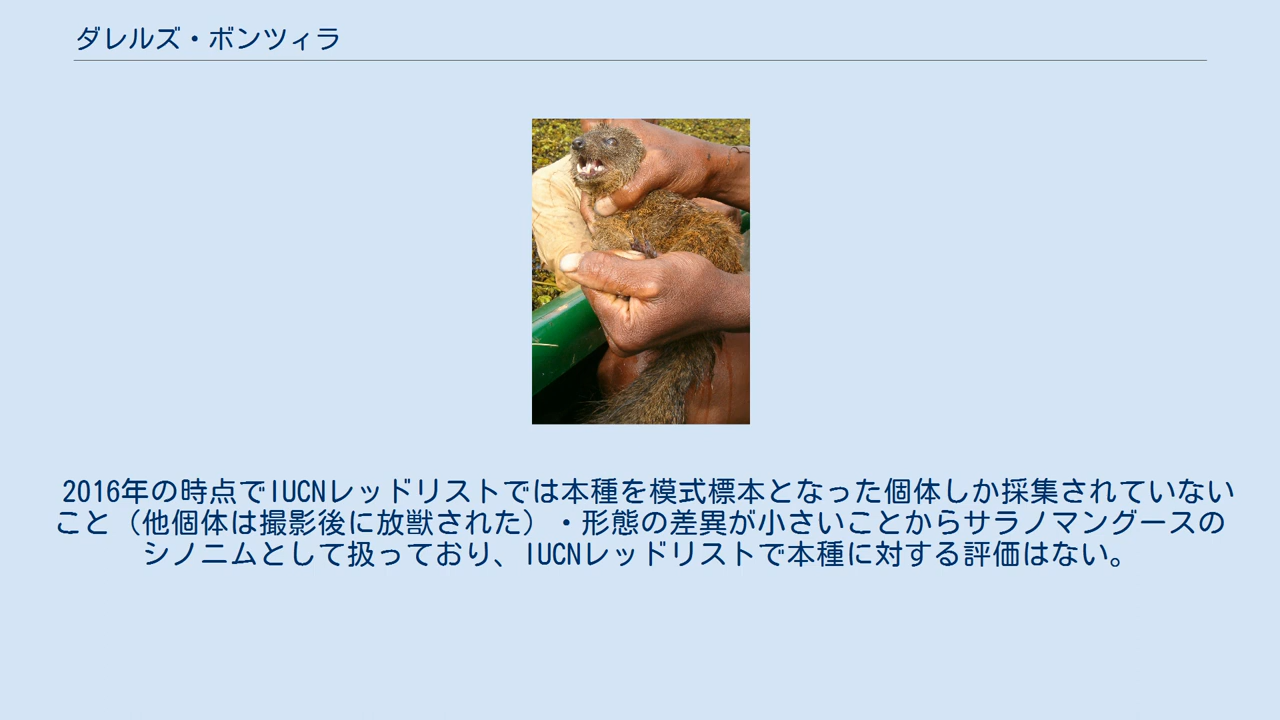 ダレルズ・ボンツィラ
2016年の時点でIUCNレッドリストでは本種を模式標本となった個体しか採集されていない
こと（他個体は撮影後に放獣された）・形態の差異が小さいことからサラノマングースの
シノニムとして扱っており、IUCNレッドリストで本種に対する評価はない。